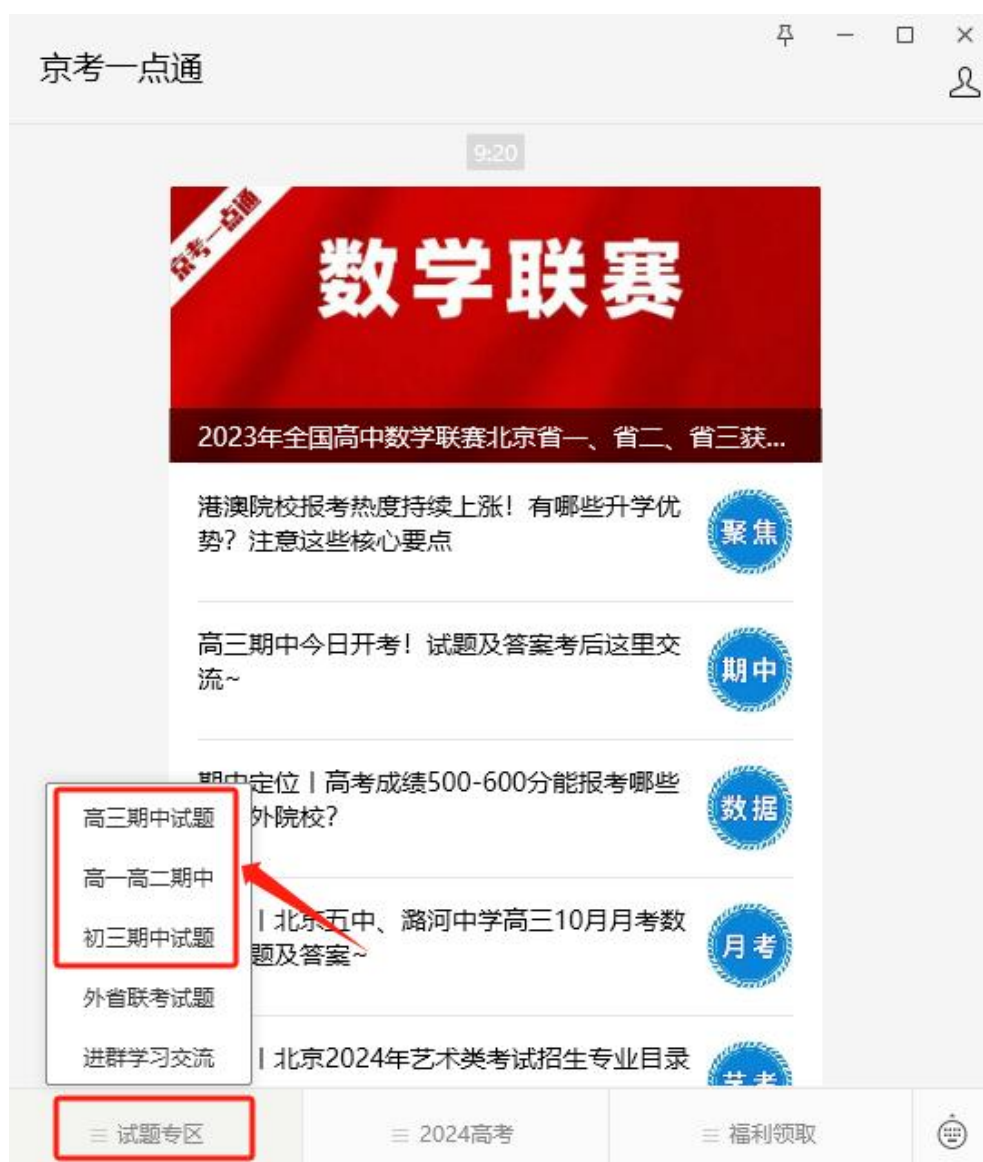 京考一点通
9:20
京考一点通
数学联赛
2023年全国高中数学联赛北京省一、省二、省三获...
港澳院校报考热度持续上涨！有哪些升学优
势？注意这些核心要点
聚焦
高三期中今日开考！试题及答案考后这里交
流~
期中
期中定位丨高考成绩500-600分能报考哪些
外院校？
数据
丨北京五中、潞河中学高三10月月考数
题及答案~
月考
丨北京2024年艺术类考试招生专业目录
艺考
高三期中试题
高一高二期中
初三期中试题
外省联考试题
进群学习交流
试题专区
2024高考
福利领取